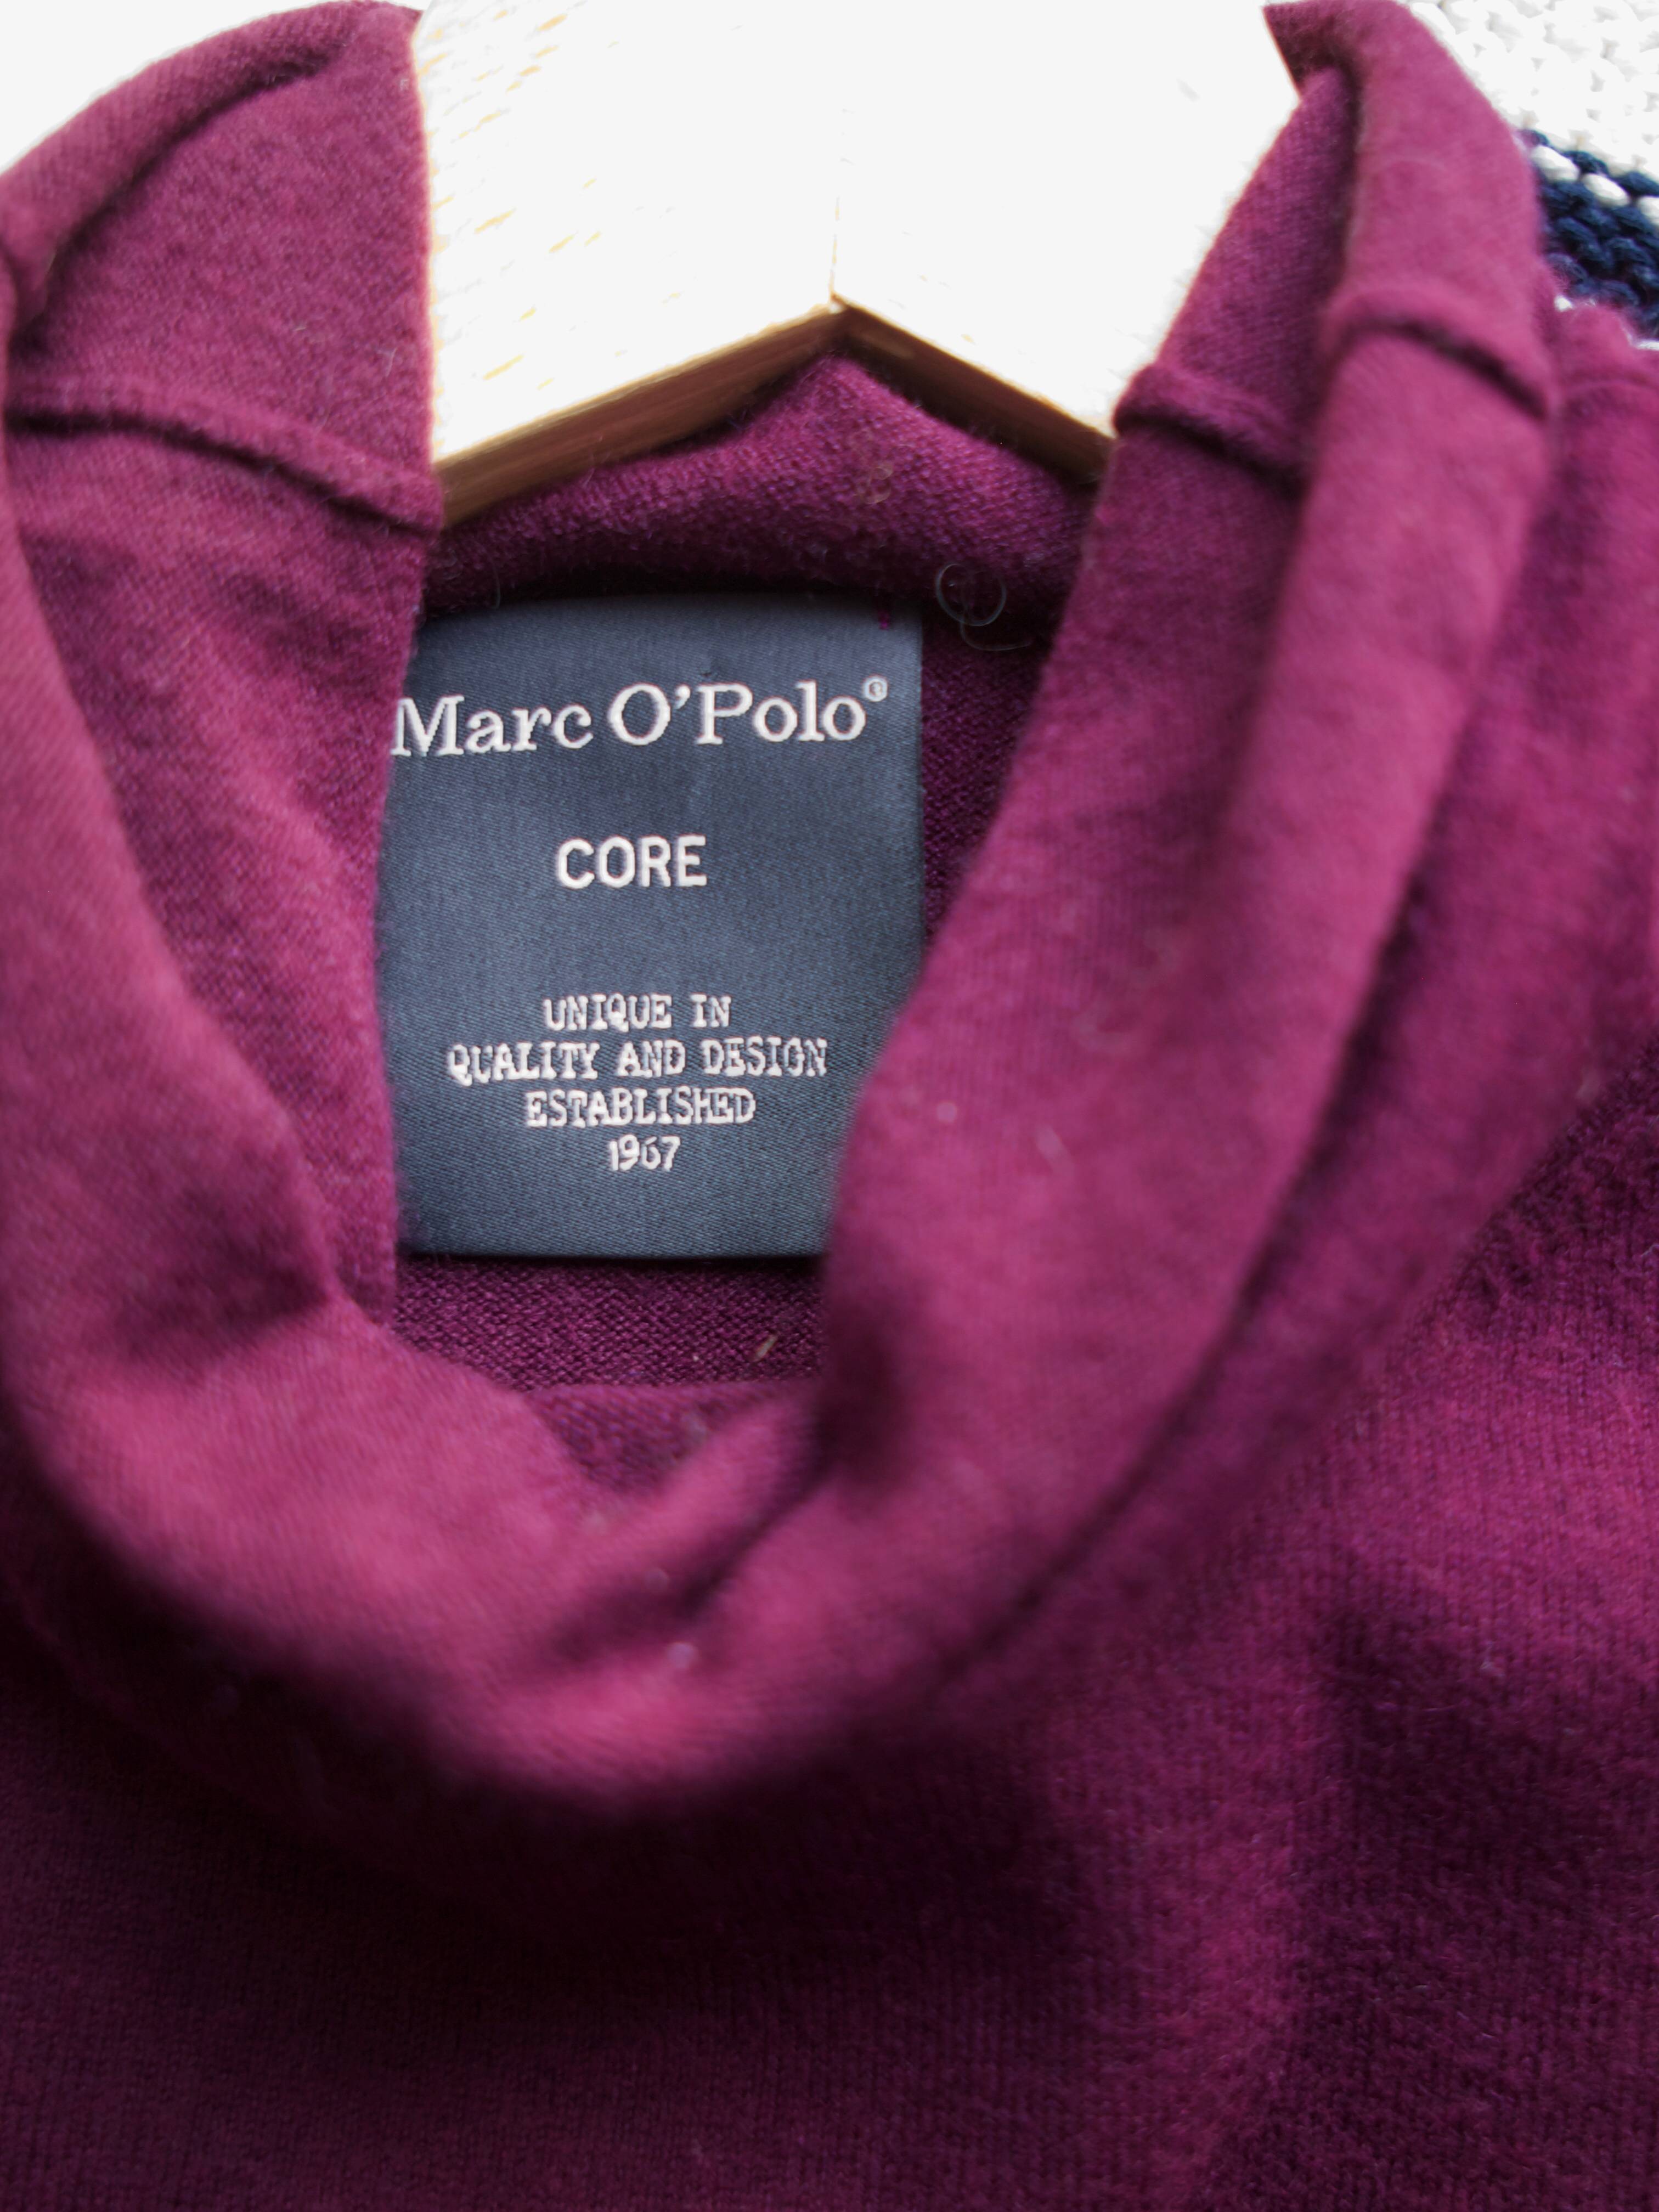 Marc O'Polo®
CORE
UNIQUE IN
QUALITY AND DESIGN
ESTABLISHED
1967